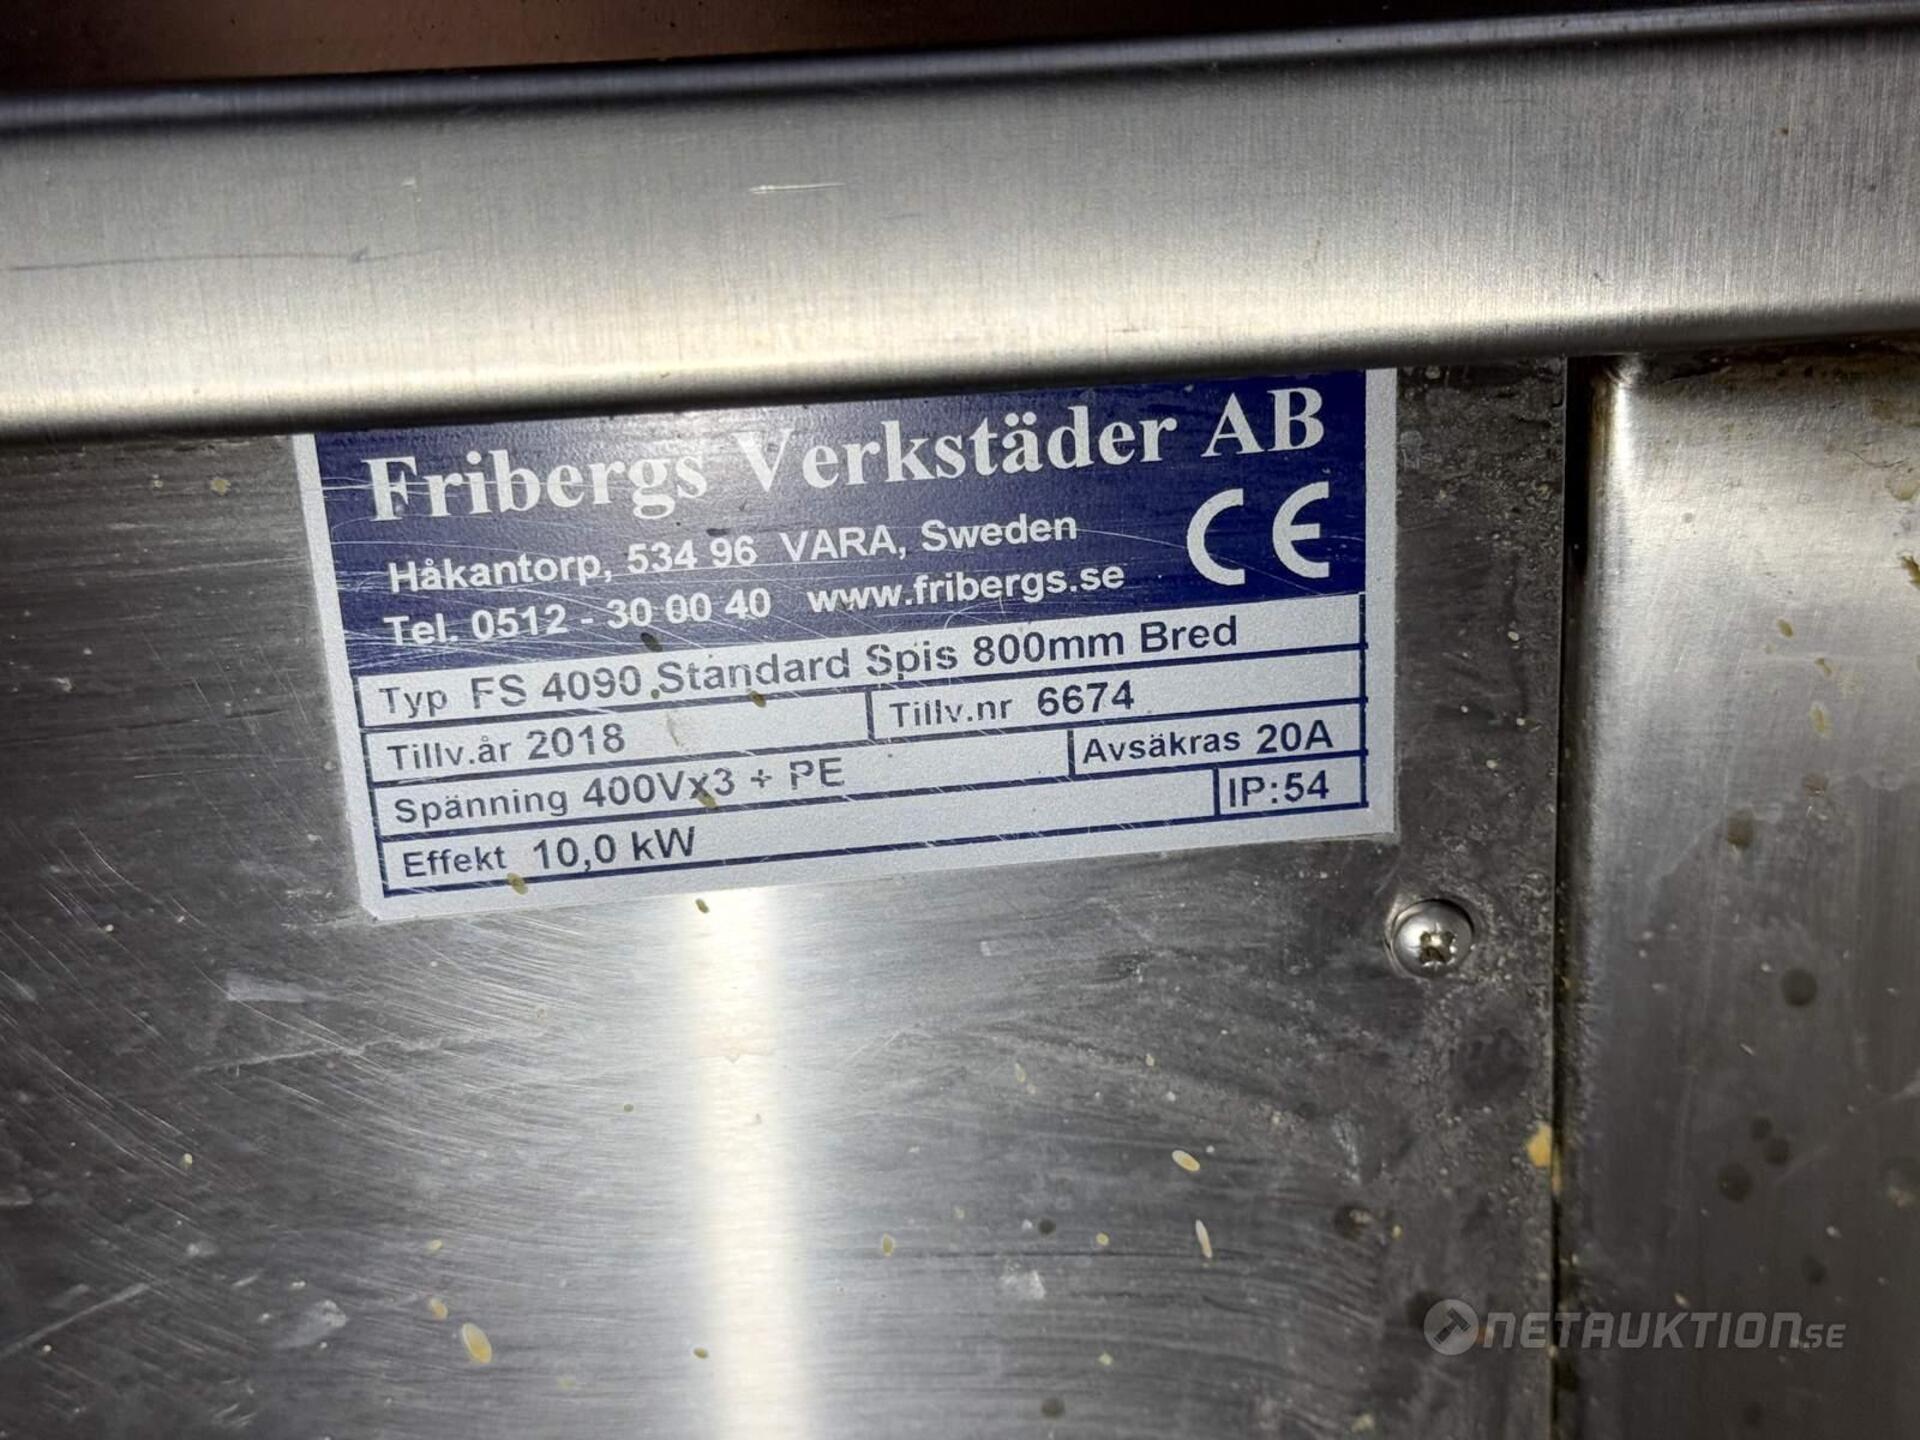 Fribergs Verkstäder AB
Håkantorp, 534 96 VARA, Sweden
Tel. 0512 - 30 00 40 www.fribergs.se
CE
Typ FS 4090 Standard Spis 800mm Bred
Tillv.år 2018 Tillv.nr 6674
Spänning 400Vx3 + PE Avsäkras 20A
Effekt 10,0 kW IP:54
NETAUKTION.SE